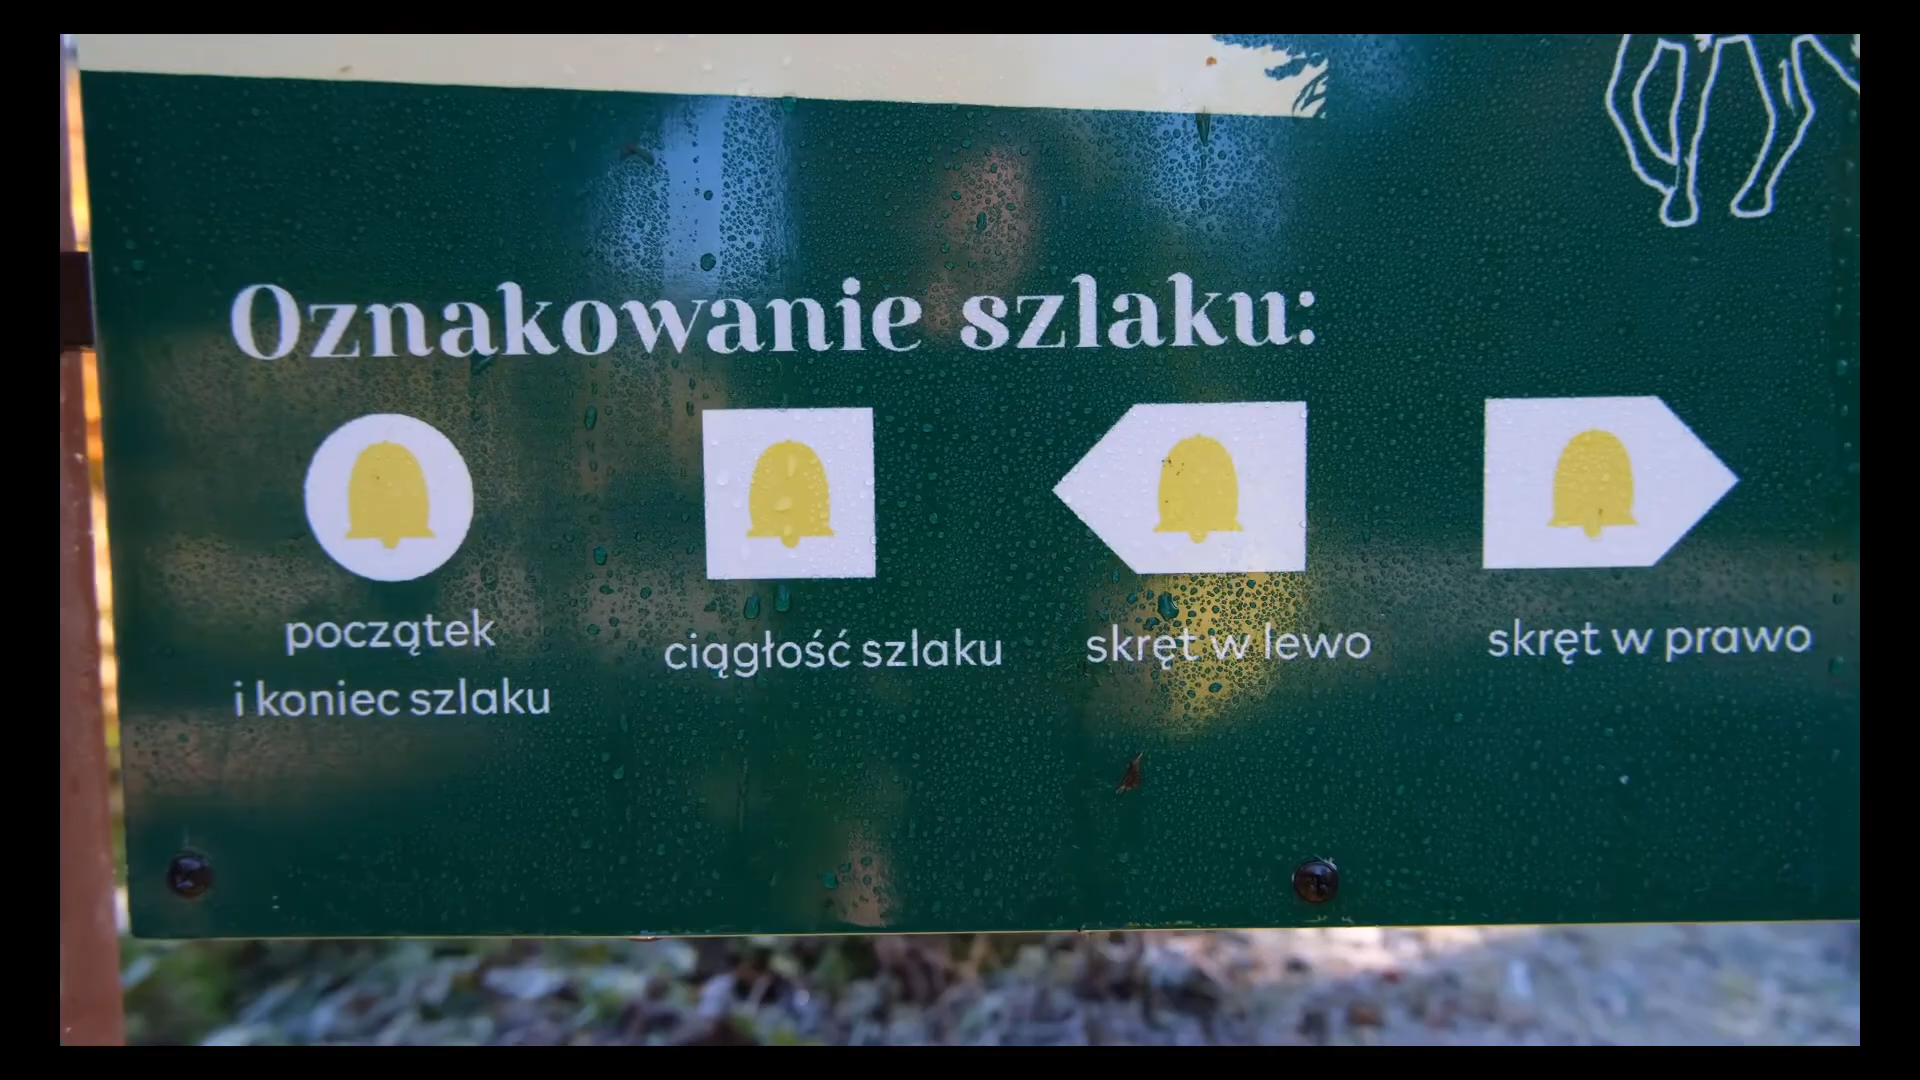 Oznakowanie szlaku:
początek
i koniec szlaku
ciągłość szlaku
skręt w lewo
skręt w prawo